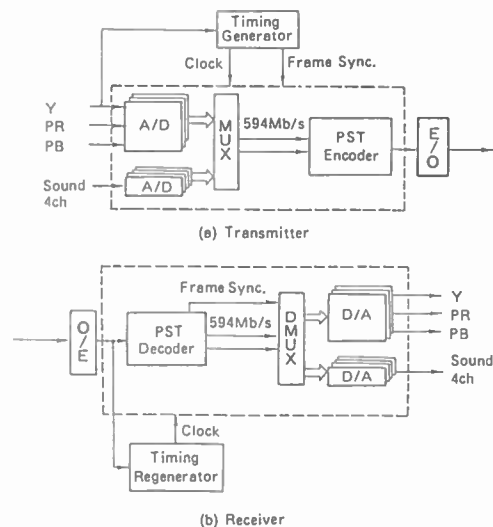 Timing
Generator
Clock
Frame Sync.
Y
PR
PB
A/D
MUX
594Mb/s
PST
Encoder
E/O
Sound
4ch
A/D
(a) Transmitter
Frame Sync.
O/E
PST
Decoder
594Mb/s
DMUX
D/A
Y
PR
PB
D/A
Sound
4ch
Clock
Timing
Regenerator
(b) Receiver